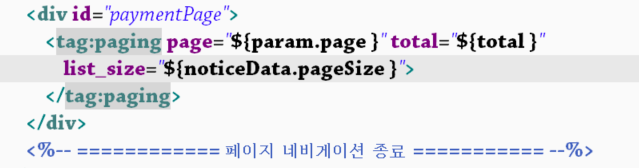 <div id="paymentPage">
<tag:paging page="${param.page }" total="${total }"
list_size="${noticeData.pageSize }">
</tag:paging>
</div>
<%-- ============ 페이지 네비게이션 종료 =========== --%>